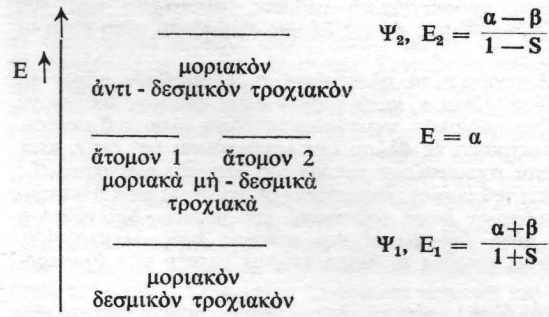 Ψ₂, E₂ = (α — β) / (1 — S)
E ↑
μοριακὸν
ἀντι - δεσμικὸν τροχιακὸν
E = α
ἄτομον 1 ἄτομον 2
μοριακὰ μὴ - δεσμικὰ
τροχιακὰ
Ψ₁, E₁ = (α+β) / (1+S)
μοριακὸν
δεσμικὸν τροχιακὸν